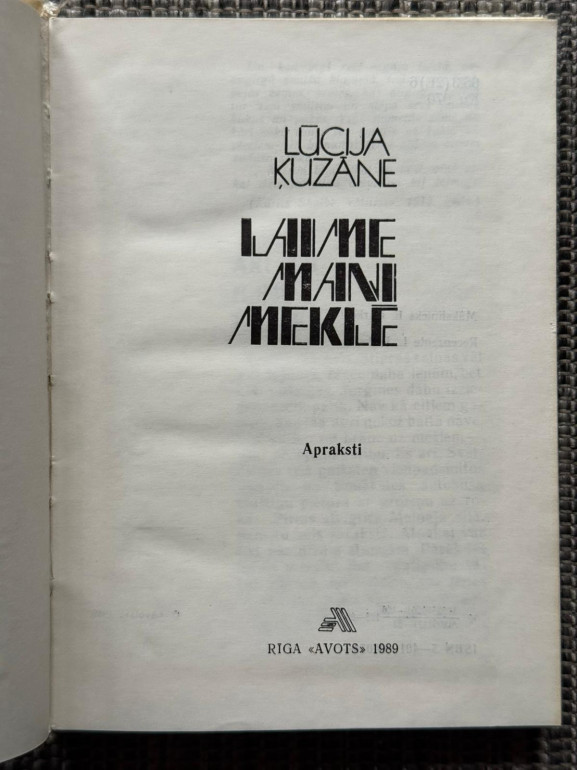 LŪCIJA
ĶUZĀNE
LAIME
MANI
MEKLĒ
Apraksti
RIGA «AVOTS» 1989